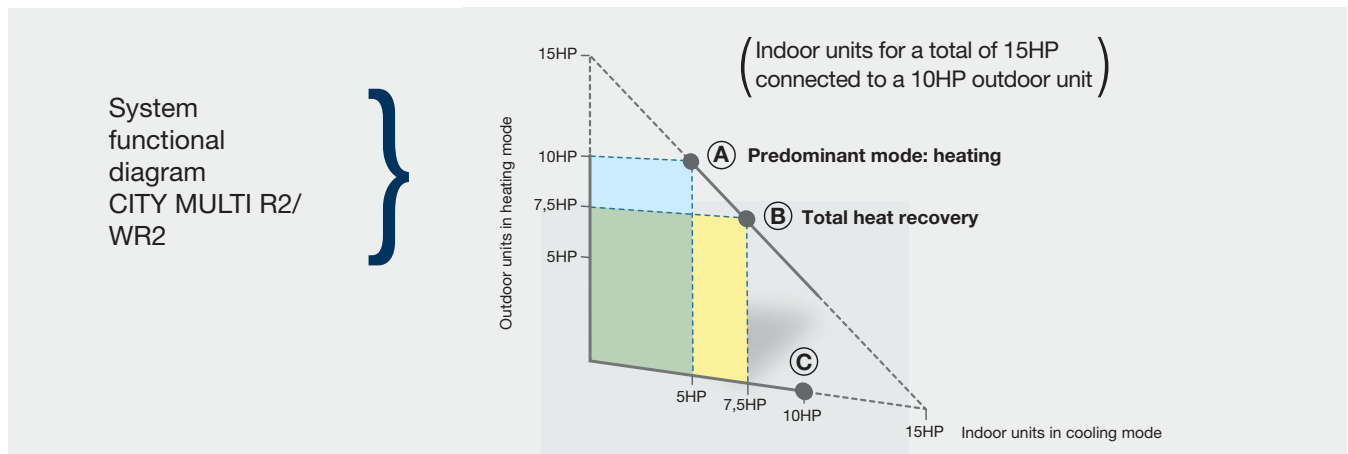 System
functional
diagram
CITY MULTI R2/
WR2
Outdoor units in heating mode
15HP
10HP
7,5HP
5HP
(Indoor units for a total of 15HP
connected to a 10HP outdoor unit)
A Predominant mode: heating
B Total heat recovery
C
5HP
7,5HP
10HP
15HP
Indoor units in cooling mode